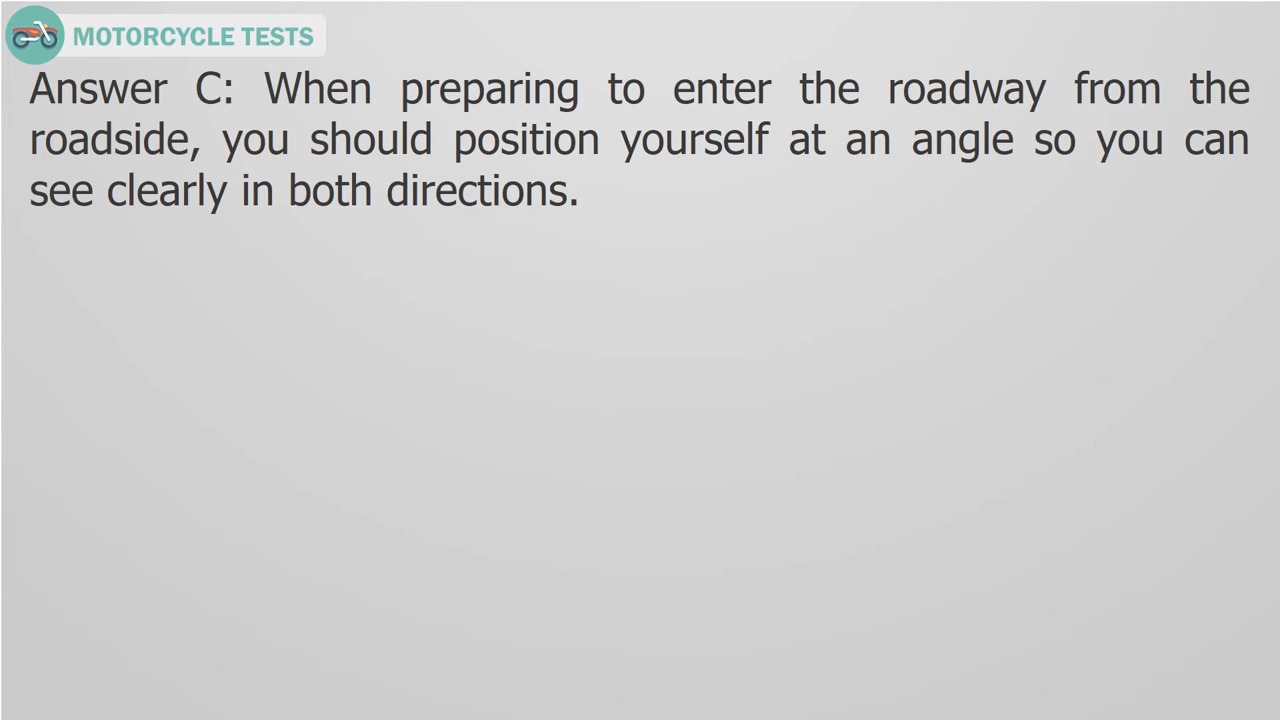 MOTORCYCLE TESTS
Answer C: When preparing to enter the roadway from the
roadside, you should position yourself at an angle so you can
see clearly in both directions.